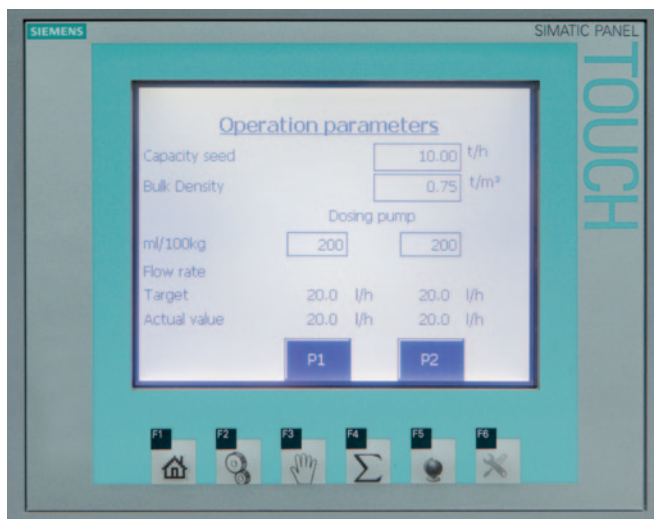 SIEMENS
SIMATIC PANEL
TOUCH
Operation parameters
Capacity seed 10.00 t/h
Bulk Density 0.75 t/m³
Dosing pump
ml/100kg 200 200
Flow rate
Target 20.0 l/h 20.0 l/h
Actual value 20.0 l/h 20.0 l/h
P1 P2
F1 F2 F3 F4 F5 F6
Σ